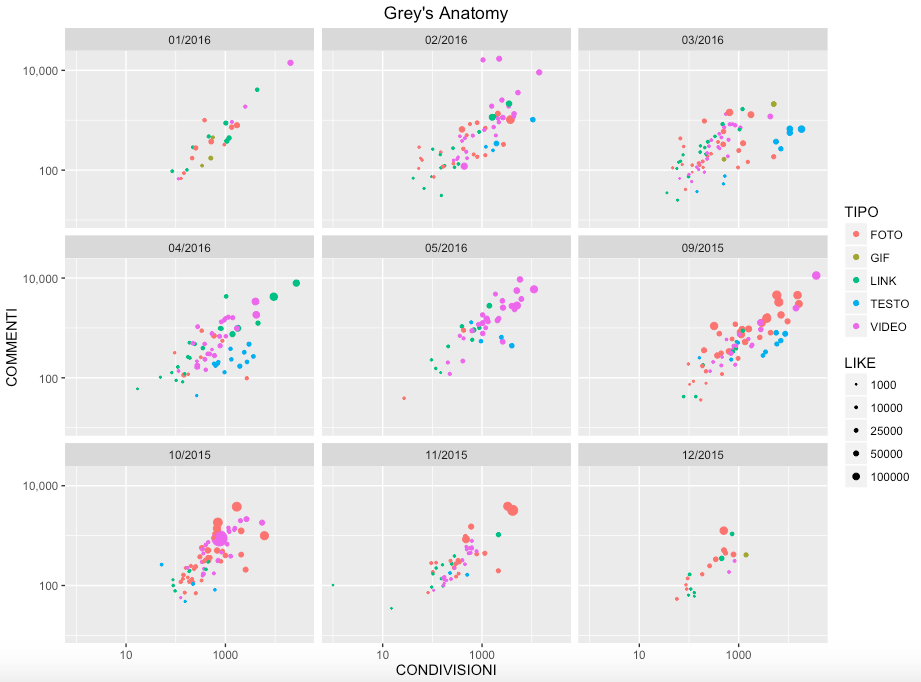 Grey's Anatomy
01/2016 02/2016 03/2016
10,000
100
04/2016 05/2016 09/2015
10,000
100
10/2015 11/2015 12/2015
10,000
100
10 1000 10 1000 10 1000
CONDIVISIONI
COMMENTI
TIPO
FOTO
GIF
LINK
TESTO
VIDEO
LIKE
1000
10000
25000
50000
100000